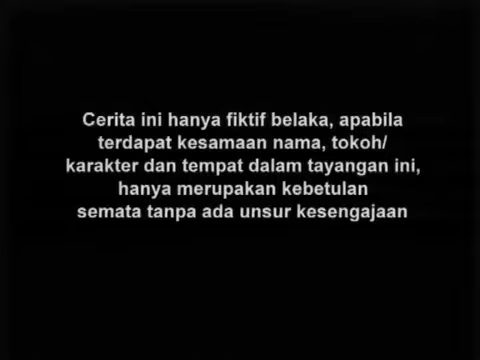 Cerita ini hanya fiktif belaka, apabila
terdapat kesamaan nama, tokoh/
karakter dan tempat dalam tayangan ini,
hanya merupakan kebetulan
semata tanpa ada unsur kesengajaan